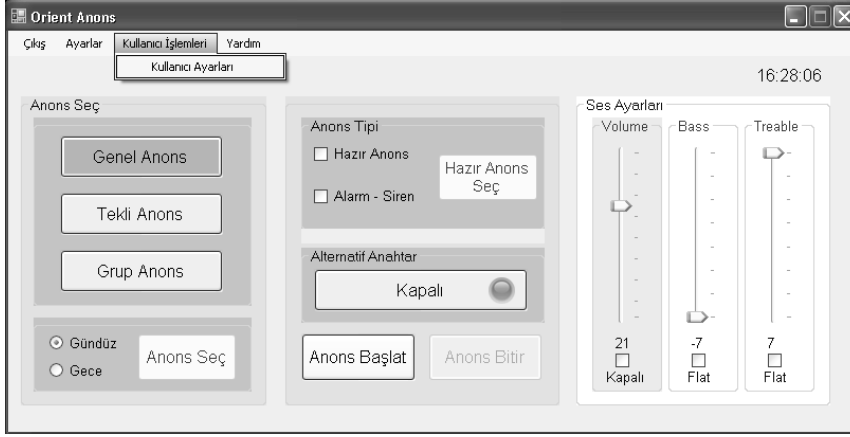 Orient Anons
Çıkış Ayarlar Kullanıcı İşlemleri Yardım
Kullanıcı Ayarları
16:28:06
Anons Seç
Genel Anons
Tekli Anons
Grup Anons
Gündüz
Gece
Anons Seç
Anons Tipi
Hazır Anons
Alarm - Siren
Hazır Anons
Seç
Alternatif Anahtar
Kapalı
Anons Başlat
Anons Bitir
Ses Ayarları
Volume Bass Treable
21 -7 7
Kapalı Flat Flat